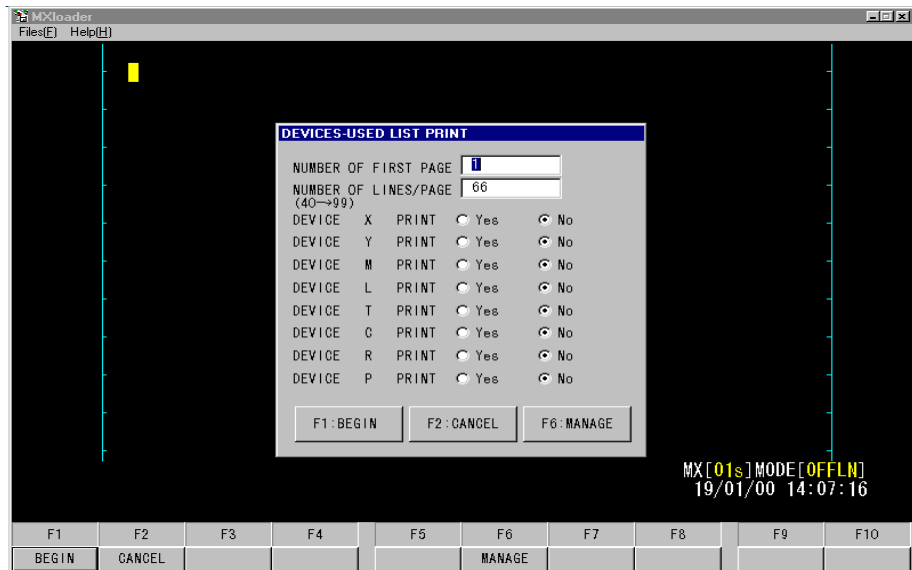 MXloader
Files(F) Help(H)
DEVICES-USED LIST PRINT
NUMBER OF FIRST PAGE 1
NUMBER OF LINES/PAGE 66
(40→99)
DEVICE X PRINT Yes No
DEVICE Y PRINT Yes No
DEVICE M PRINT Yes No
DEVICE L PRINT Yes No
DEVICE T PRINT Yes No
DEVICE C PRINT Yes No
DEVICE R PRINT Yes No
DEVICE P PRINT Yes No
F1:BEGIN F2:CANCEL F6:MANAGE
MX[01s]MODE[OFFLN]
19/01/00 14:07:16
F1 F2 F3 F4 F5 F6 F7 F8 F9 F10
BEGIN CANCEL MANAGE